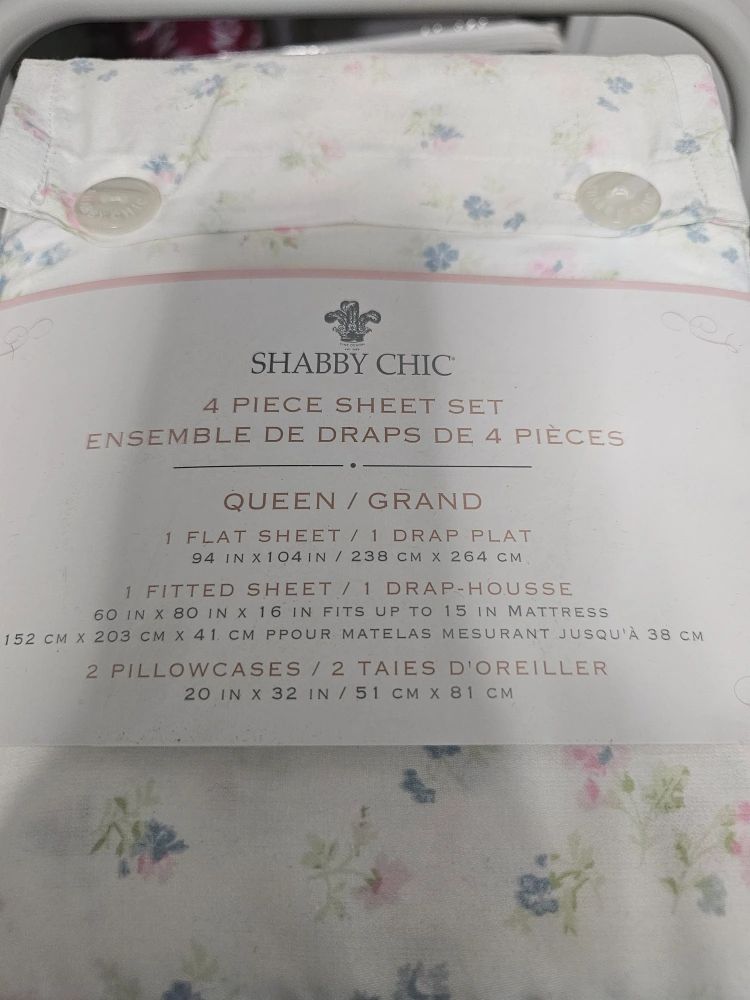 SHABBY CHIC
4 PIECE SHEET SET
ENSEMBLE DE DRAPS DE 4 PIÈCES
QUEEN / GRAND
1 FLAT SHEET / 1 DRAP PLAT
94 IN X 104 IN / 238 CM X 264 CM
1 FITTED SHEET / 1 DRAP-HOUSSE
60 IN X 80 IN X 16 IN FITS UP TO 15 IN MATTRESS
152 CM X 203 CM X 41 CM PPOUR MATELAS MESURANT JUSQU'À 38 CM
2 PILLOWCASES / 2 TAIES D'OREILLER
20 IN X 32 IN / 51 CM X 81 CM